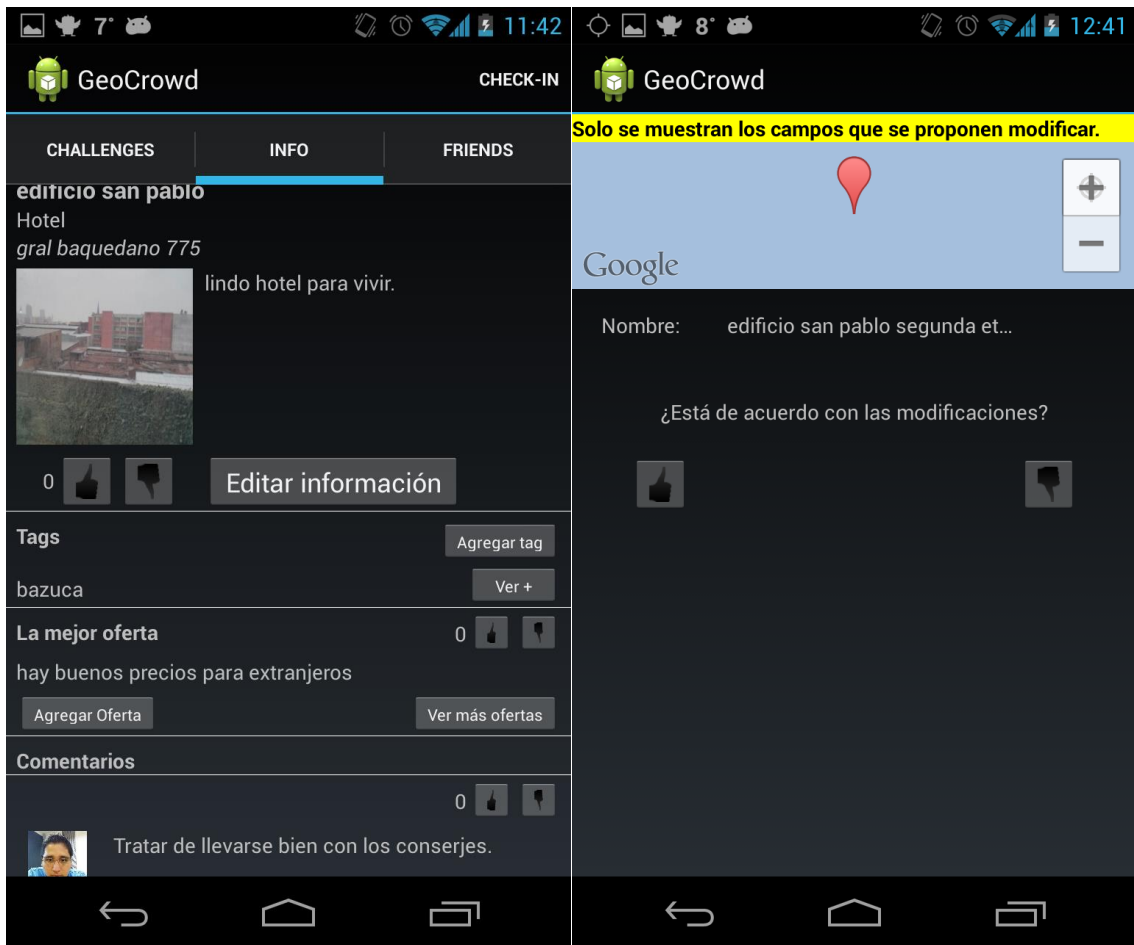 7° 11:42
GeoCrowd CHECK-IN
CHALLENGES INFO FRIENDS
edificio san pablo
Hotel
gral baquedano 775
lindo hotel para vivir.
0 Editar información
Tags Agregar tag
bazuca Ver +
La mejor oferta 0
hay buenos precios para extranjeros
Agregar Oferta Ver más ofertas
Comentarios
0
Tratar de llevarse bien con los conserjes.
8° 12:41
GeoCrowd
Solo se muestran los campos que se proponen modificar.
Google
Nombre: edificio san pablo segunda et...
¿Está de acuerdo con las modificaciones?